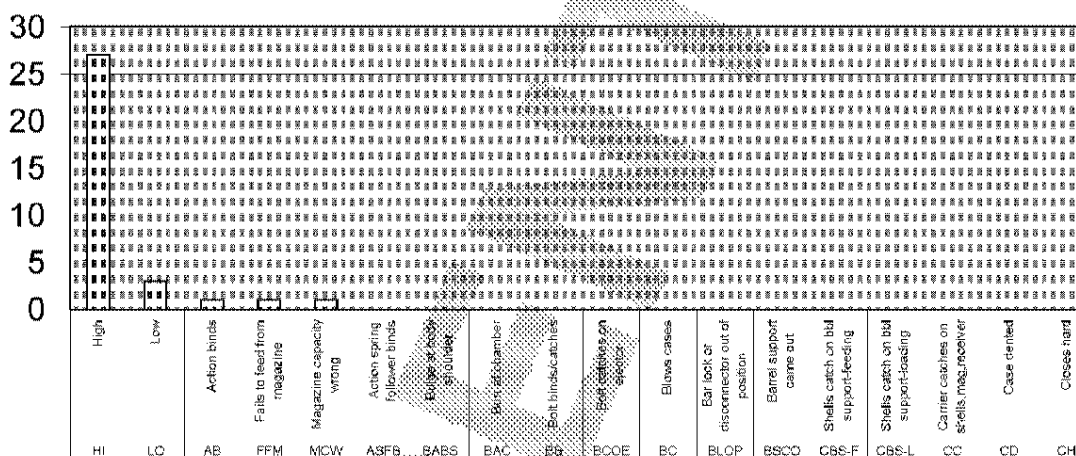 30
25
20
15
10
5
0
High
Low
Action binds
Fails to feed from
magazine
Magazine capacity
wrong
Action spring
follower binds
Bulge at body
shoulder
Burr at chamber
Bolt binds/catches
Bolt catches on
ejector
Blows cases
Bar lock or
disconnector out of
position
Barrel support
came out
Shells catch on bbl
support-feeding
Shells catch on bbl
support-loading
Carrier catches on
shells,mag,receiver
Case dented
Closes hard
HI LO AB FFM MCW ASFB BABS BAC BB BCOE BC BLOP BSCO CBS-F CBS-L CC CD CH